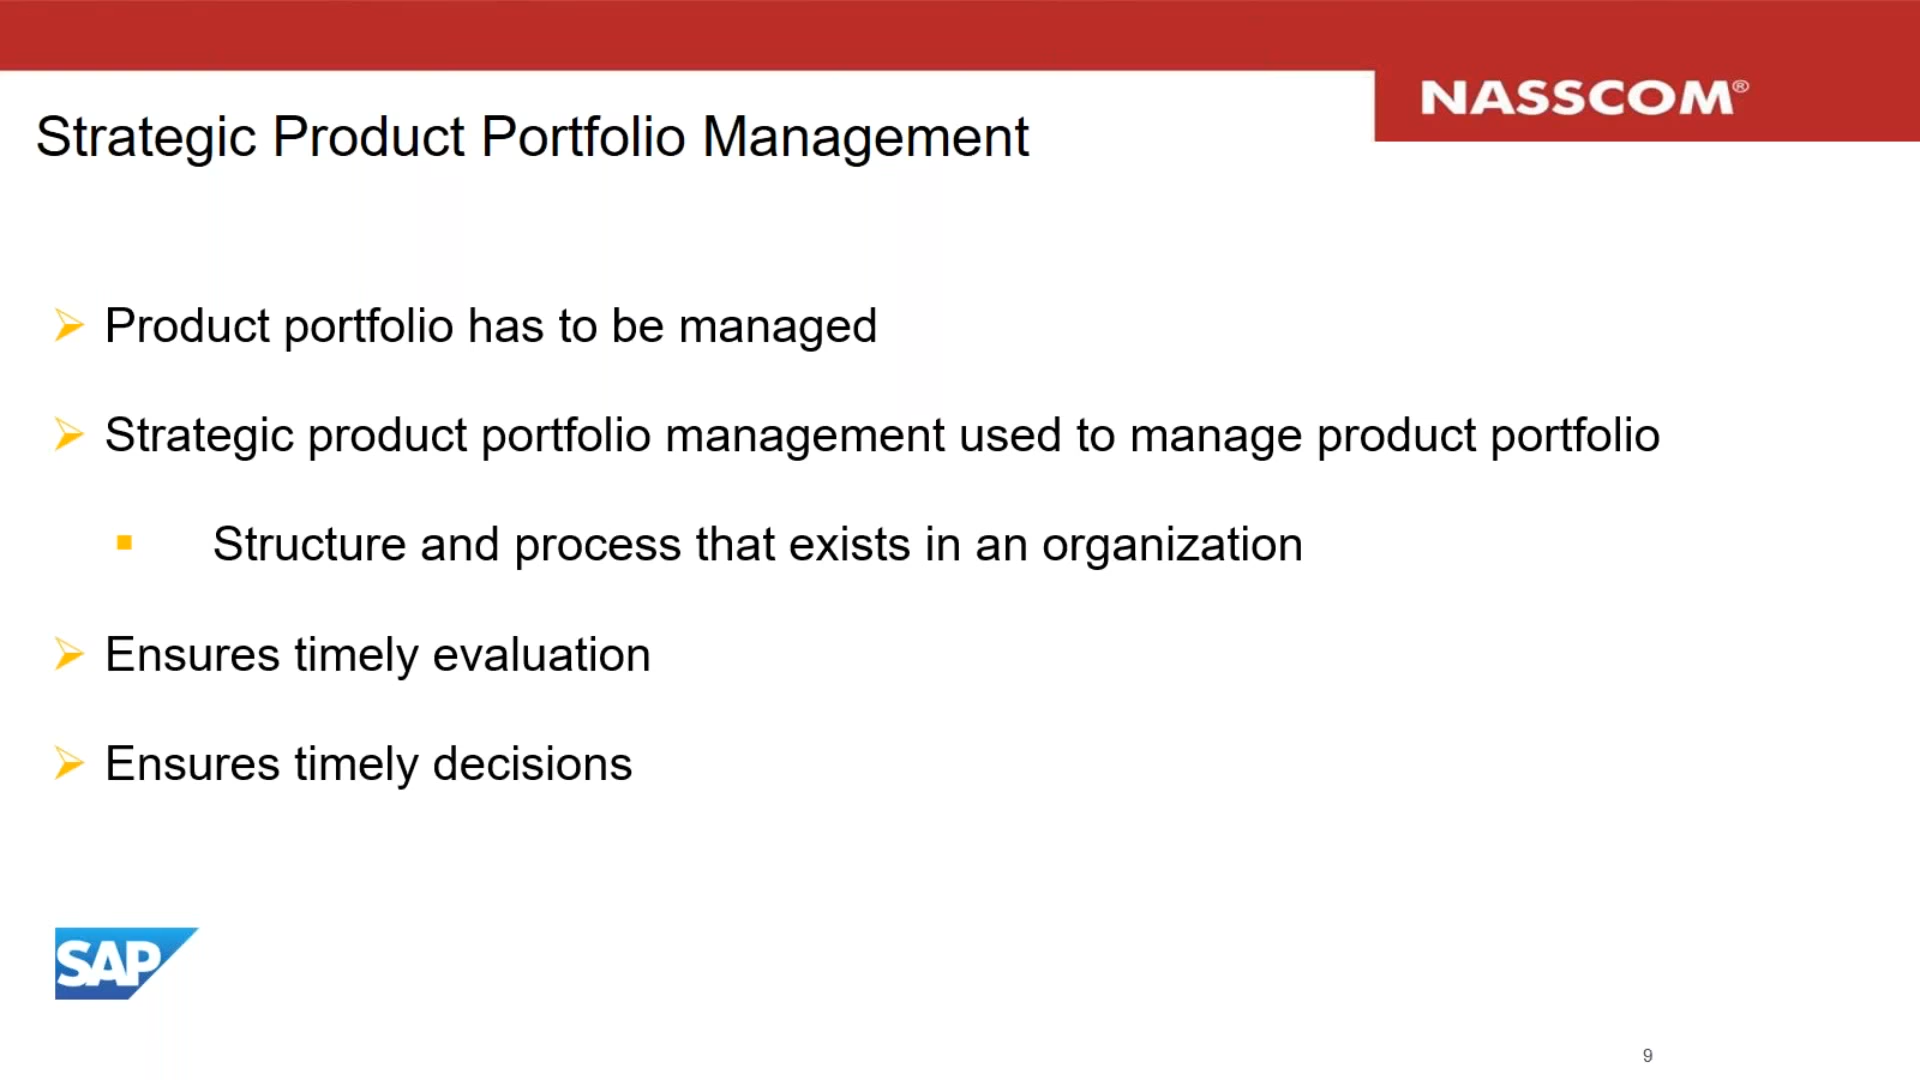 NASSCOM®
Strategic Product Portfolio Management
Product portfolio has to be managed
Strategic product portfolio management used to manage product portfolio
Structure and process that exists in an organization
Ensures timely evaluation
Ensures timely decisions
SAP
9